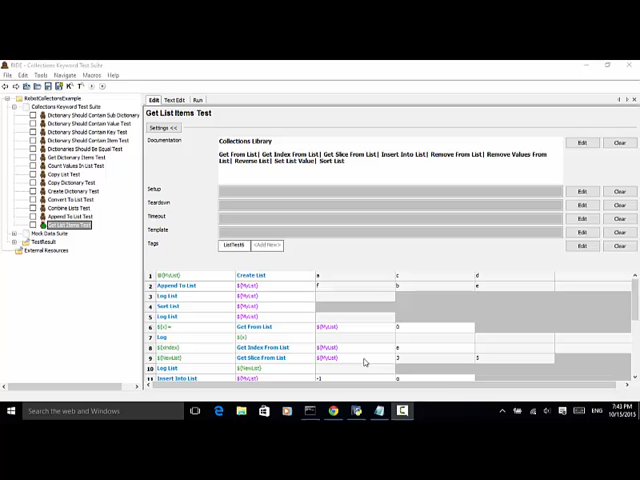 RIDE - Collections Keyword Test Suite
File Edit Tools Navigate Macros Help
RobotCollectionsExample
Collections Keyword Test Suite
Dictionary Should Contain Sub Dictionary
Dictionary Should Contain Value Test
Dictionary Should Contain Key Test
Dictionary Should Contain Item Test
Dictionaries Should Be Equal Test
Get Dictionary Items Test
Count Values In List Test
Copy List Test
Copy Dictionary Test
Create Dictionary Test
Convert To List Test
Combine Lists Test
Append To List Test
Get List Items Test
Mock Data Suite
TestResult
External Resources
Edit Text Edit Run
Get List Items Test
Settings <<
Documentation
Collections Library
Get From List| Get Index From List| Get Slice From List| Insert Into List| Remove From List| Remove Values From
List| Reverse List| Set List Value| Sort List
Edit Clear
Setup Edit Clear
Teardown Edit Clear
Timeout Edit Clear
Template Edit Clear
Tags ListTest6 <Add New> Edit Clear
1 @{MyList} Create List a c d
2 Append To List ${MyList} f b e
3 Log List ${MyList}
4 Sort List ${MyList}
5 Log List ${MyList}
6 ${x}= Get From List ${MyList} 0
7 Log ${x}
8 ${xIndex} Get Index From List ${MyList} e
9 ${NewList} Get Slice From List ${MyList} 3 5
10 Log List ${NewList}
11 Insert Into List ${MyList} -1 g
Search the web and Windows
ENG
7:43 PM
10/15/2015